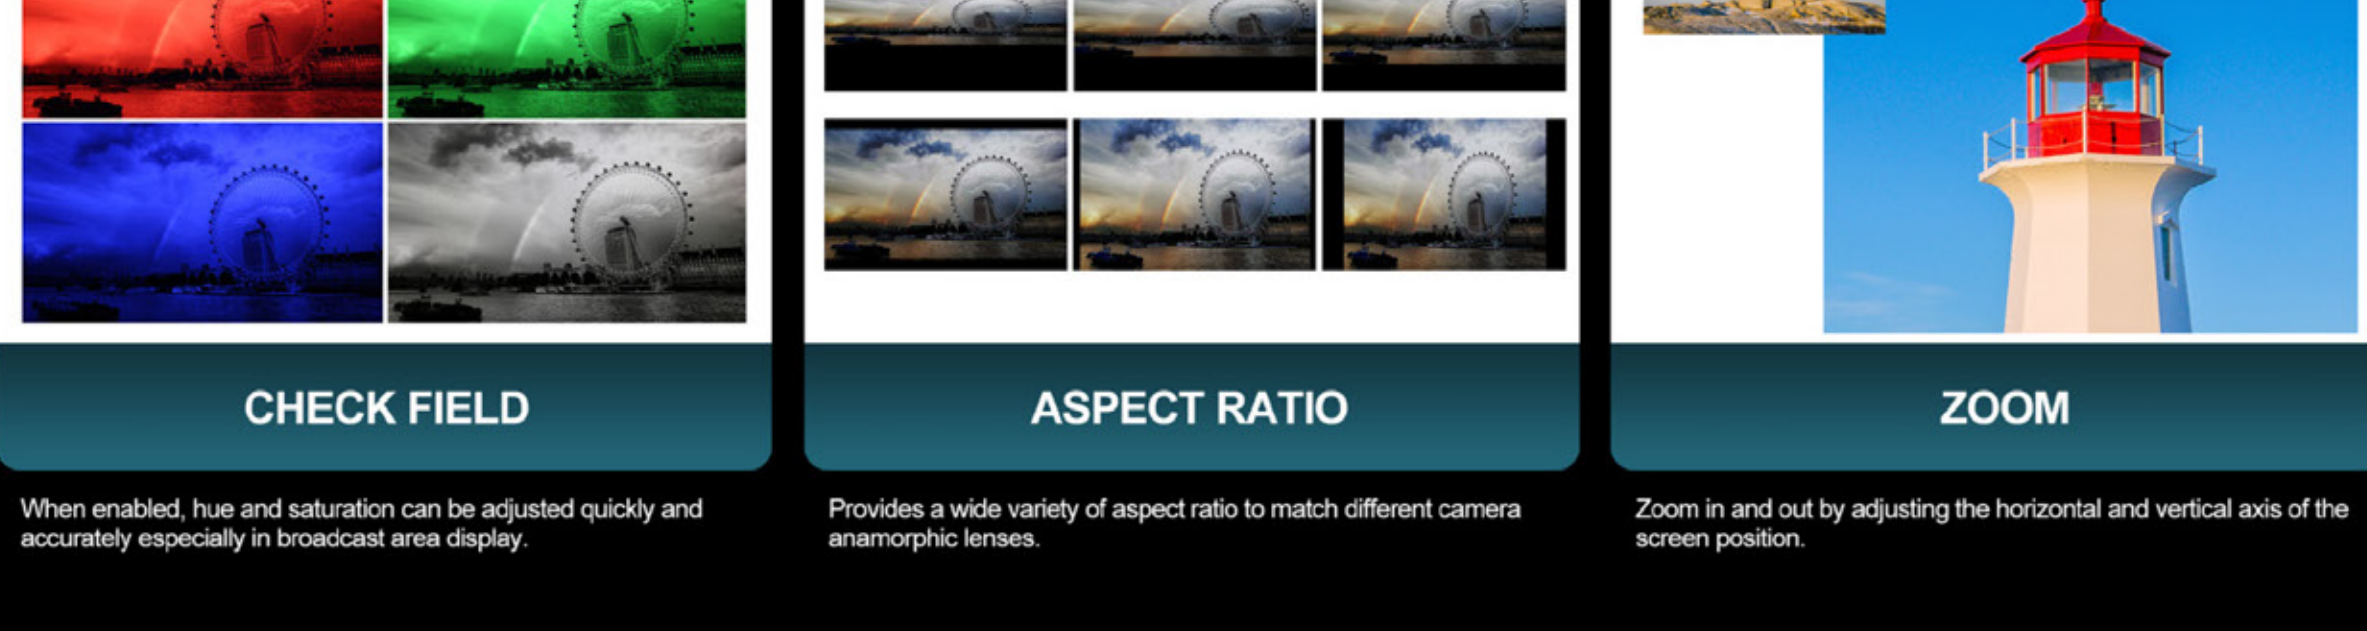 CHECK FIELD
When enabled, hue and saturation can be adjusted quickly and
accurately especially in broadcast area display.
ASPECT RATIO
Provides a wide variety of aspect ratio to match different camera
anamorphic lenses.
ZOOM
Zoom in and out by adjusting the horizontal and vertical axis of the
screen position.